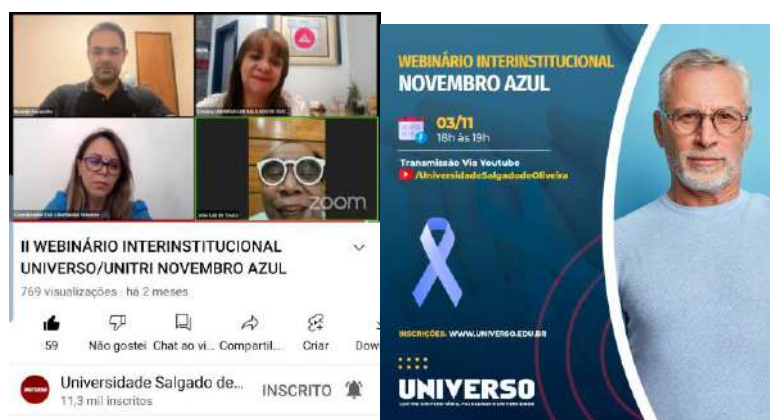 zoom
II WEBINÁRIO INTERINSTITUCIONAL
UNIVERSO/UNITRI NOVEMBRO AZUL
769 visualizações · há 2 meses
59
Não gostei
Chat ao vi...
Compartil...
Criar
Dow
Universidade Salgado de...
11,3 mil inscritos
INSCRITO
WEBINÁRIO INTERINSTITUCIONAL
NOVEMBRO AZUL
03/11
18h às 19h
Transmissão Via Youtube
/UniversidadeSalgadodeOliveira
INSCRIÇÕES: WWW.UNIVERSO.EDU.BR
UNIVERSO